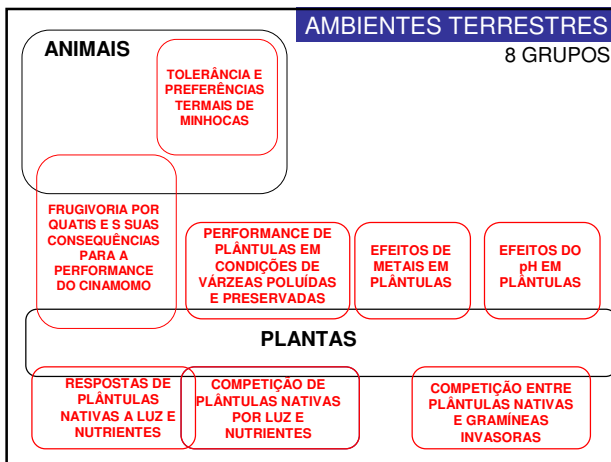 AMBIENTES TERRESTRES
8 GRUPOS
ANIMAIS
TOLERÂNCIA E
PREFERÊNCIAS
TERMAIS DE
MINHOCAS
FRUGIVORIA POR
QUATIS E S SUAS
CONSEQUÊNCIAS
PARA A
PERFORMANCE
DO CINAMOMO
PERFORMANCE DE
PLÂNTULAS EM
CONDIÇÕES DE
VÁRZEAS POLUÍDAS
E PRESERVADAS
EFEITOS DE
METAIS EM
PLÂNTULAS
EFEITOS DO
pH EM
PLÂNTULAS
PLANTAS
RESPOSTAS DE
PLÂNTULAS
NATIVAS A LUZ E
NUTRIENTES
COMPETIÇÃO DE
PLÂNTULAS NATIVAS
POR LUZ E
NUTRIENTES
COMPETIÇÃO ENTRE
PLÂNTULAS NATIVAS
E GRAMÍNEAS
INVASORAS